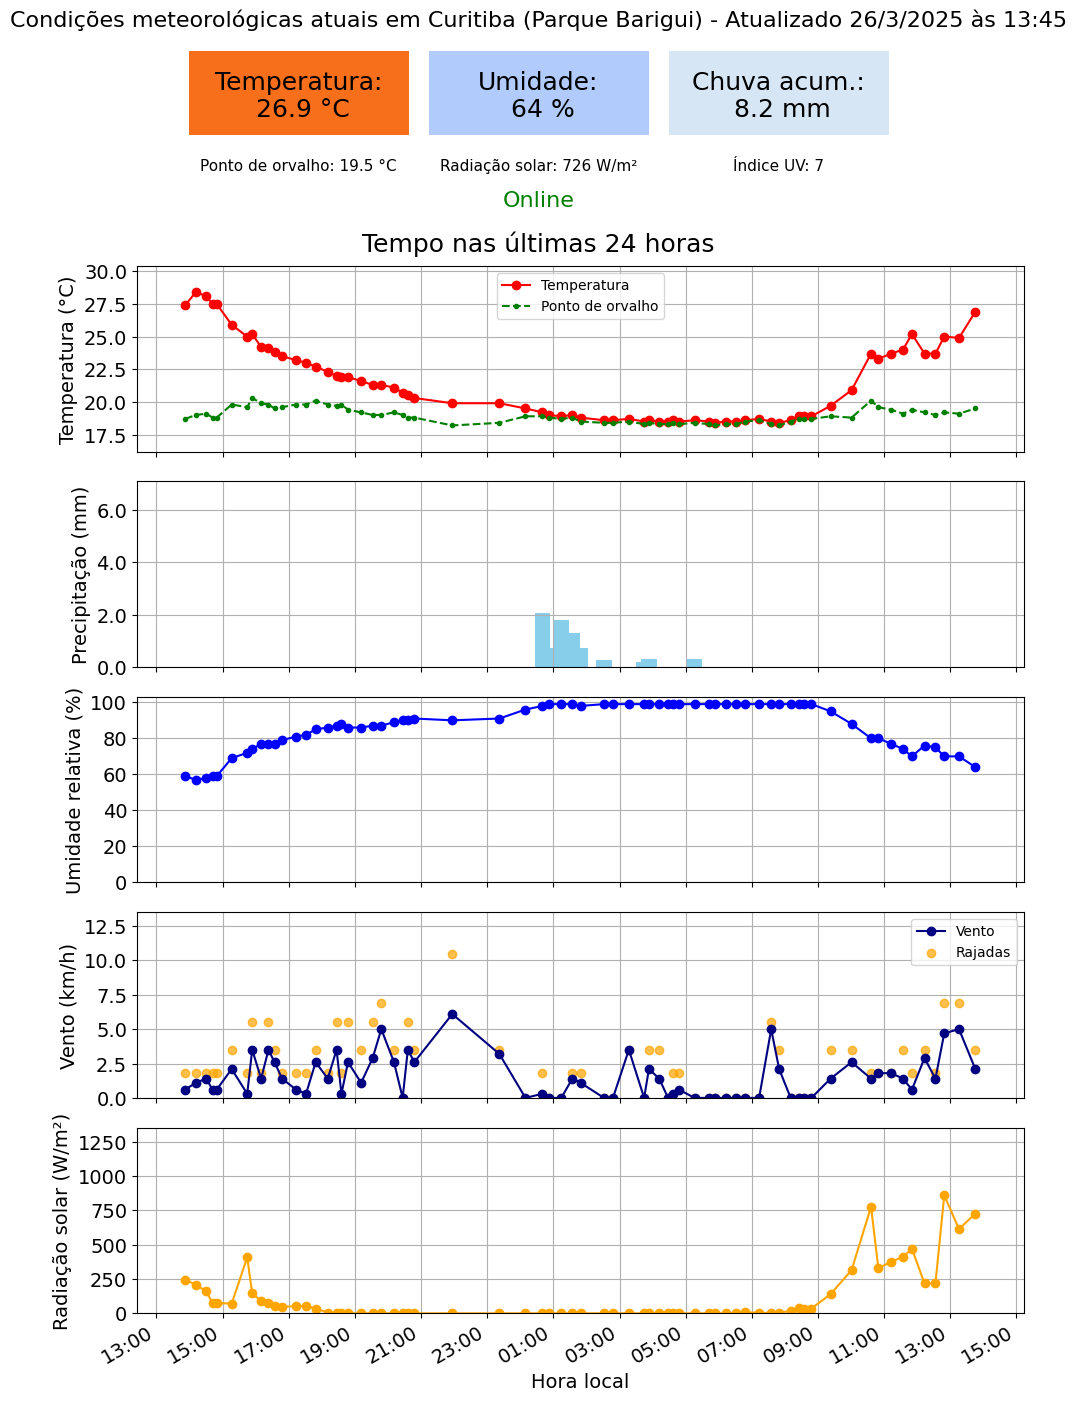 Condições meteorológicas atuais em Curitiba (Parque Barigui) - Atualizado 26/3/2025 às 13:45
Temperatura:
26.9 °C
Umidade:
64 %
Chuva acum.:
8.2 mm
Ponto de orvalho: 19.5 °C
Radiação solar: 726 W/m²
Índice UV: 7
Online
Tempo nas últimas 24 horas
Temperatura (°C)
30.0
27.5
25.0
22.5
20.0
17.5
Temperatura
Ponto de orvalho
Precipitação (mm)
6.0
4.0
2.0
0.0
Umidade relativa (%)
100
80
60
40
20
0
Vento (km/h)
12.5
10.0
7.5
5.0
2.5
0.0
Vento
Rajadas
Radiação solar (W/m²)
1250
1000
750
500
250
0
13:00
15:00
17:00
19:00
21:00
23:00
01:00
03:00
05:00
07:00
09:00
11:00
13:00
15:00
Hora local